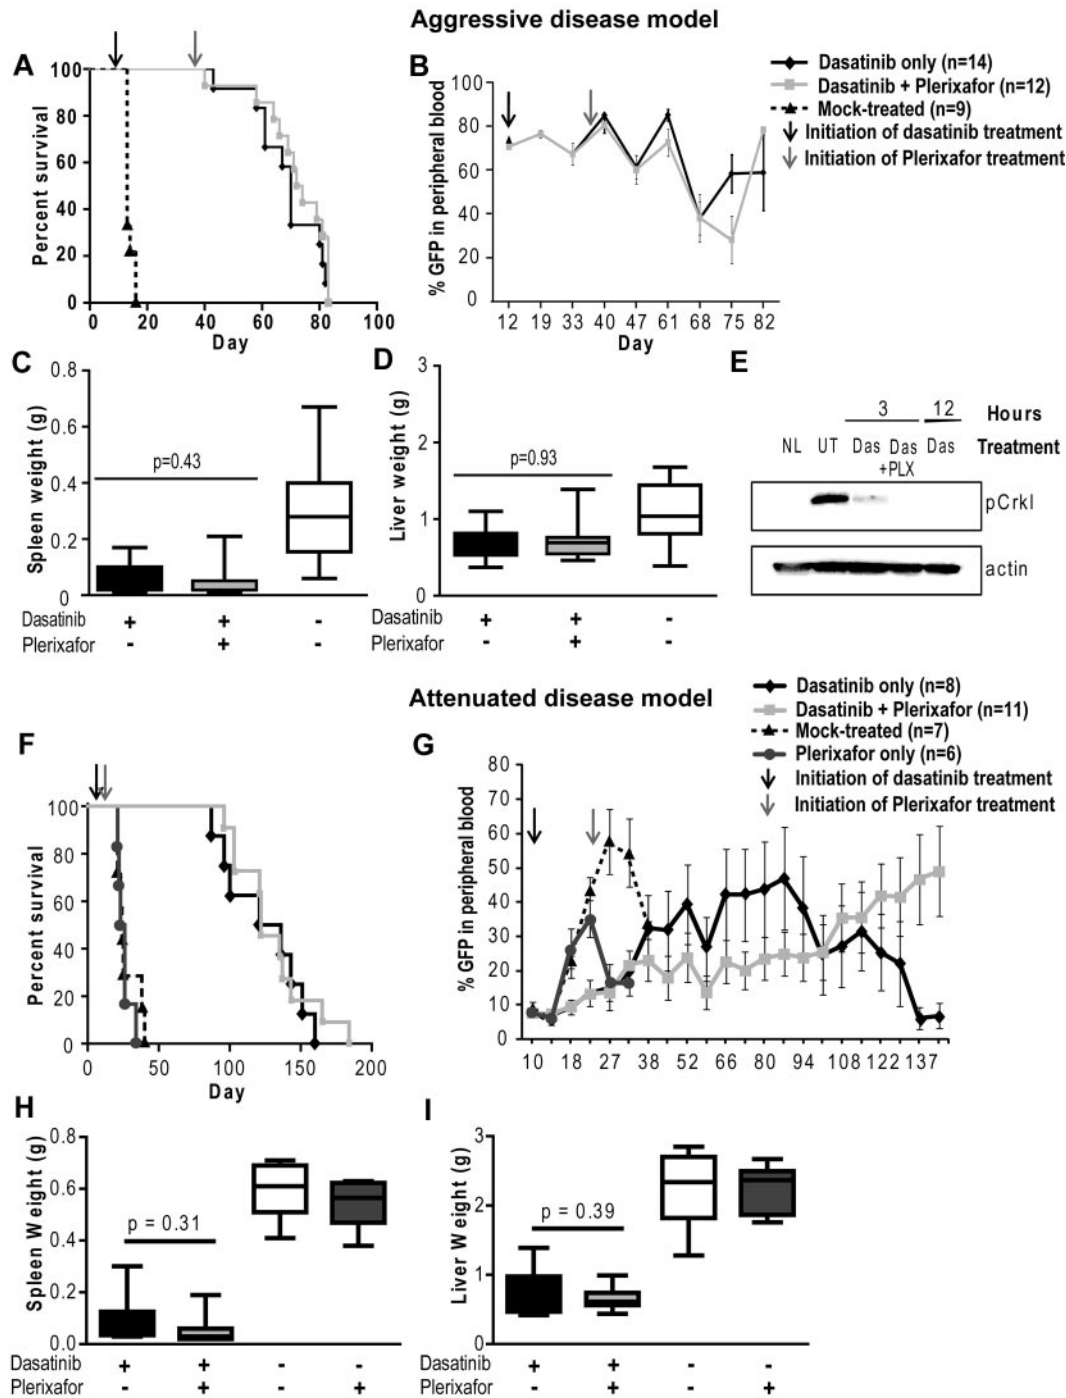 Aggressive disease model
A
100
80
60
40
20
0
Percent survival
0 20 40 60 80 100
Day
B
100
80
60
40
20
0
% GFP in peripheral blood
12 19 33 40 47 61 68 75 82
Day
Dasatinib only (n=14)
Dasatinib + Plerixafor (n=12)
Mock-treated (n=9)
Initiation of dasatinib treatment
Initiation of Plerixafor treatment
C
0.8
0.6
0.4
0.2
0
Spleen weight (g)
p=0.43
Dasatinib + + -
Plerixafor - + -
D
3
2
1
0
Liver weight (g)
p=0.93
Dasatinib + + -
Plerixafor - + -
E
3 12 Hours
NL UT Das Das Das Treatment
+PLX
pCrkl
actin
Attenuated disease model
F
100
80
60
40
20
0
Percent survival
0 50 100 150 200
Day
G
80
70
60
50
40
30
20
10
0
% GFP in peripheral blood
10 18 27 38 52 66 80 94 108 122 137
Dasatinib only (n=8)
Dasatinib + Plerixafor (n=11)
Mock-treated (n=7)
Plerixafor only (n=6)
Initiation of dasatinib treatment
Initiation of Plerixafor treatment
H
0.8
0.6
0.4
0.2
0.0
Spleen Weight (g)
p = 0.31
Dasatinib + + - -
Plerixafor - + - +
I
3
2
1
0
Liver Weight (g)
p = 0.39
Dasatinib + + - -
Plerixafor - + - +